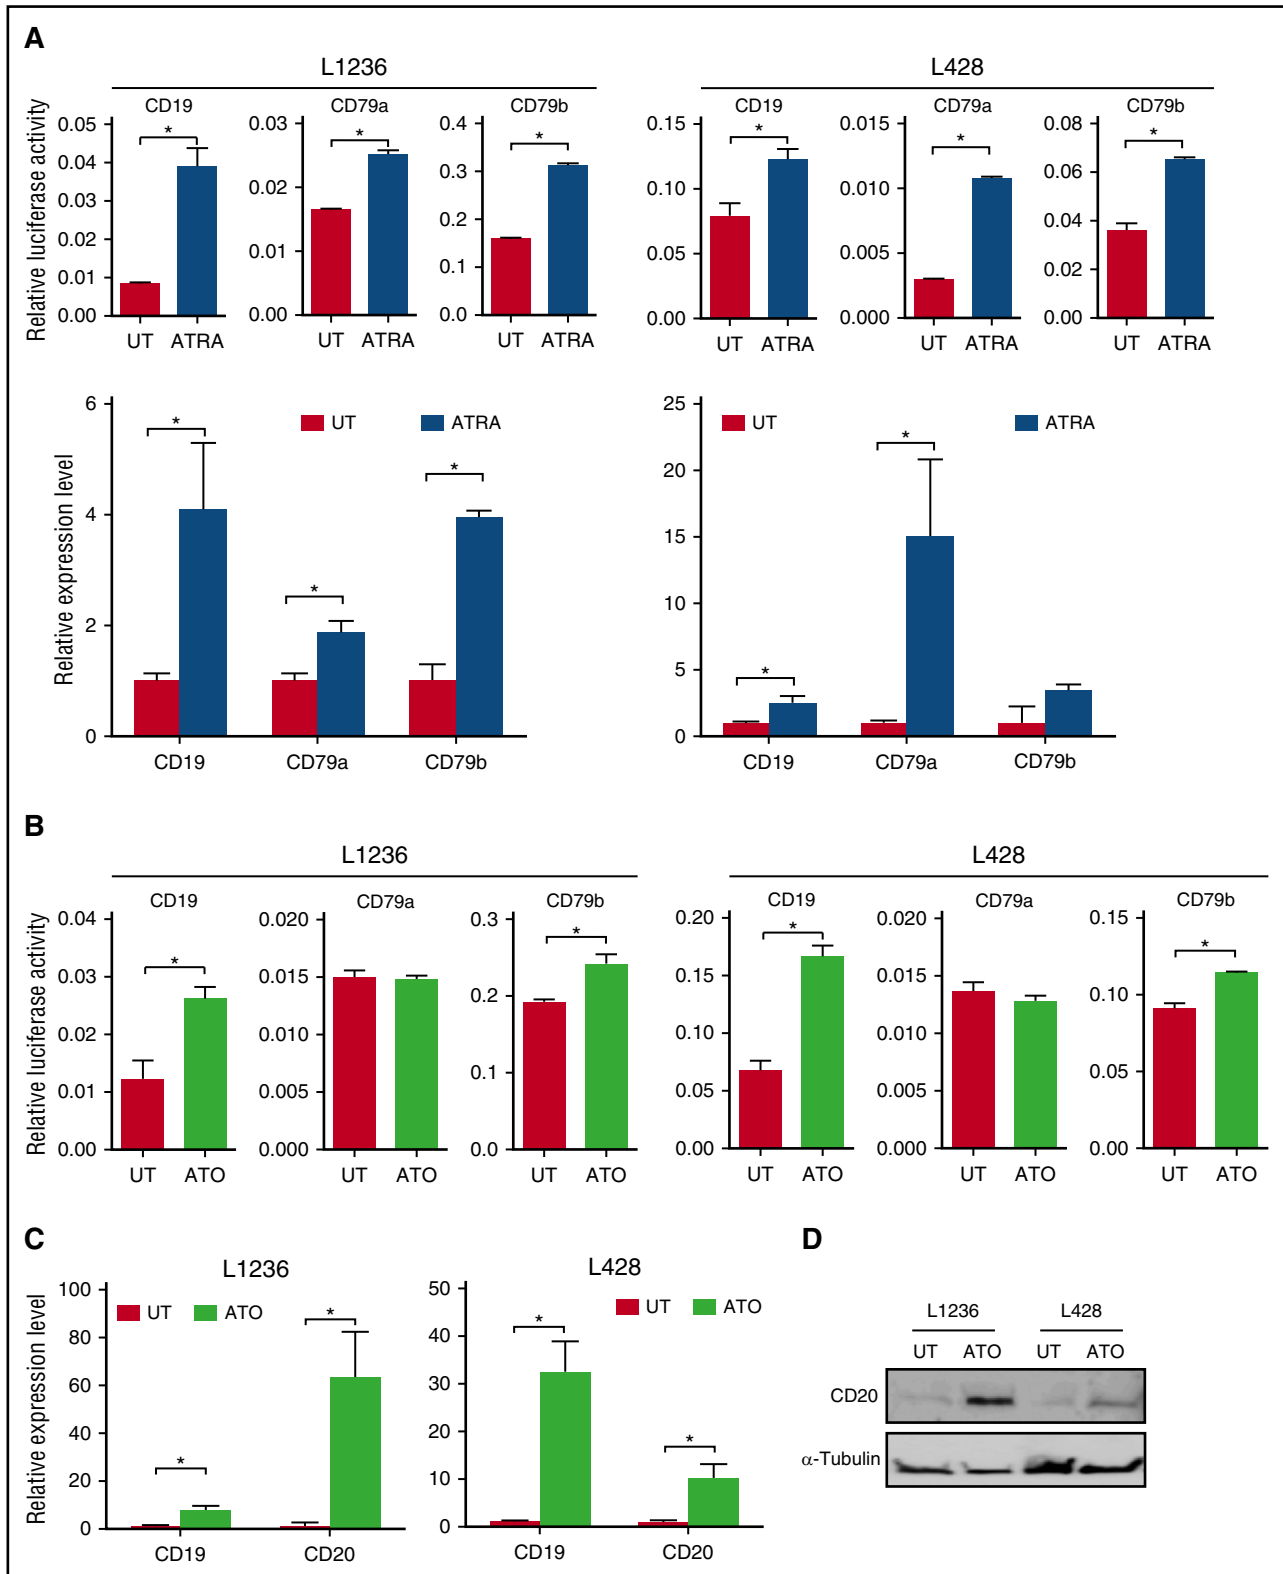 A
L1236
L428
CD19
CD79a
CD79b
CD19
CD79a
CD79b
Relative luciferase activity
0.05
0.04
0.03
0.02
0.01
0.00
*
UT ATRA
0.03
0.02
0.01
0.00
*
UT ATRA
0.4
0.3
0.2
0.1
0.0
*
UT ATRA
0.15
0.10
0.05
0.00
*
UT ATRA
0.015
0.010
0.005
0.000
*
UT ATRA
0.08
0.06
0.04
0.02
0.00
*
UT ATRA
Relative expression level
6
4
2
0
UT ATRA
*
*
*
CD19 CD79a CD79b
25
20
15
10
5
0
UT ATRA
*
*
CD19 CD79a CD79b
B
L1236
L428
CD19
CD79a
CD79b
CD19
CD79a
CD79b
Relative luciferase activity
0.04
0.03
0.02
0.01
0.00
*
UT ATO
0.020
0.015
0.010
0.005
0.000
UT ATO
0.3
0.2
0.1
0.0
*
UT ATO
0.20
0.15
0.10
0.05
0.00
*
UT ATO
0.020
0.015
0.010
0.005
0.000
UT ATO
0.15
0.10
0.05
0.00
*
UT ATO
C
L1236
Relative expression level
100
80
60
40
20
0
UT ATO
*
*
CD19 CD20
L428
50
40
30
20
10
0
UT ATO
*
*
CD19 CD20
D
L1236 L428
UT ATO UT ATO
CD20
α-Tubulin